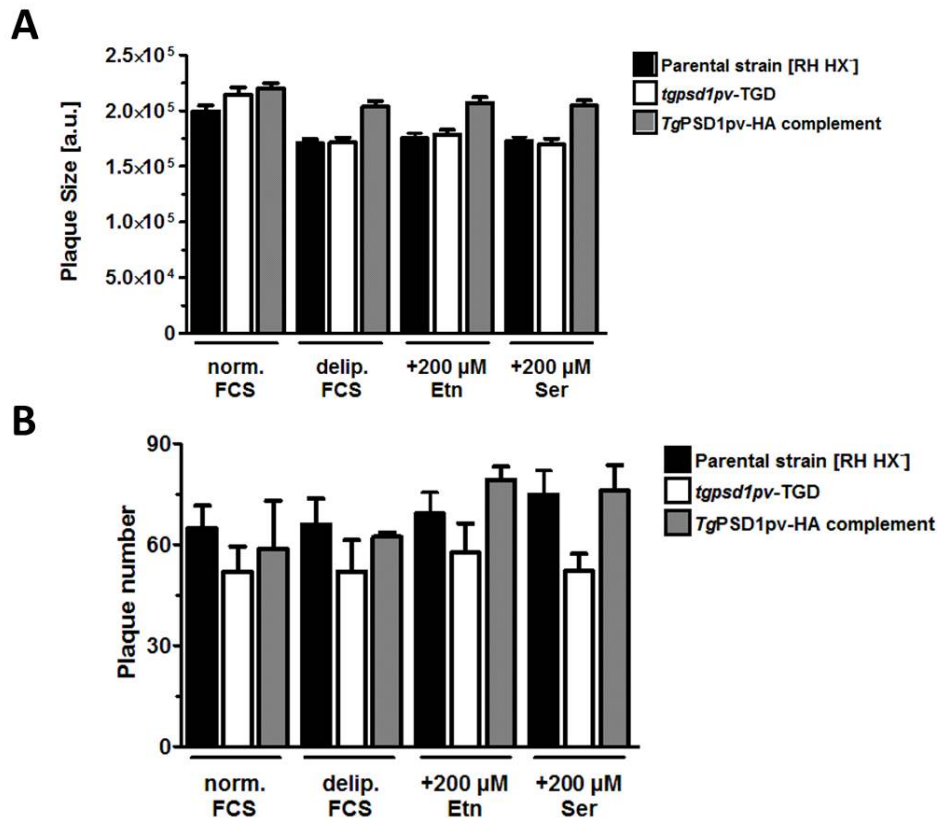 A
Plaque Size [a.u.]
2.5×10⁵
2.0×10⁵
1.5×10⁵
1.0×10⁵
5.0×10⁴
0
norm.
FCS
delip.
FCS
+200 µM
Etn
+200 µM
Ser
Parental strain [RH HX⁻]
tgpsd1pv-TGD
TgPSD1pv-HA complement
B
Plaque number
90
60
30
0
norm.
FCS
delip.
FCS
+200 µM
Etn
+200 µM
Ser
Parental strain [RH HX⁻]
tgpsd1pv-TGD
TgPSD1pv-HA complement